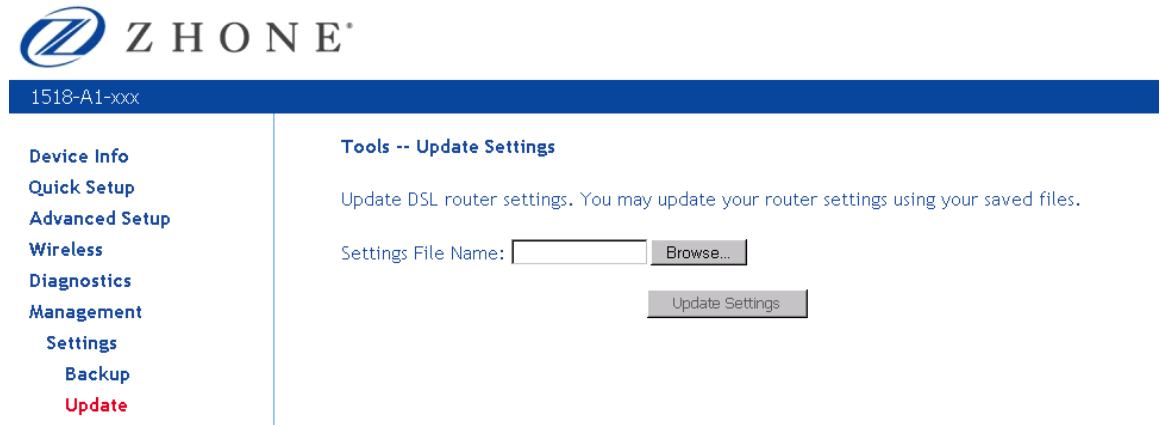 ZHONE
1518-A1-xxx
Device Info
Quick Setup
Advanced Setup
Wireless
Diagnostics
Management
Settings
Backup
Update
Tools -- Update Settings
Update DSL router settings. You may update your router settings using your saved files.
Settings File Name: Browse...
Update Settings